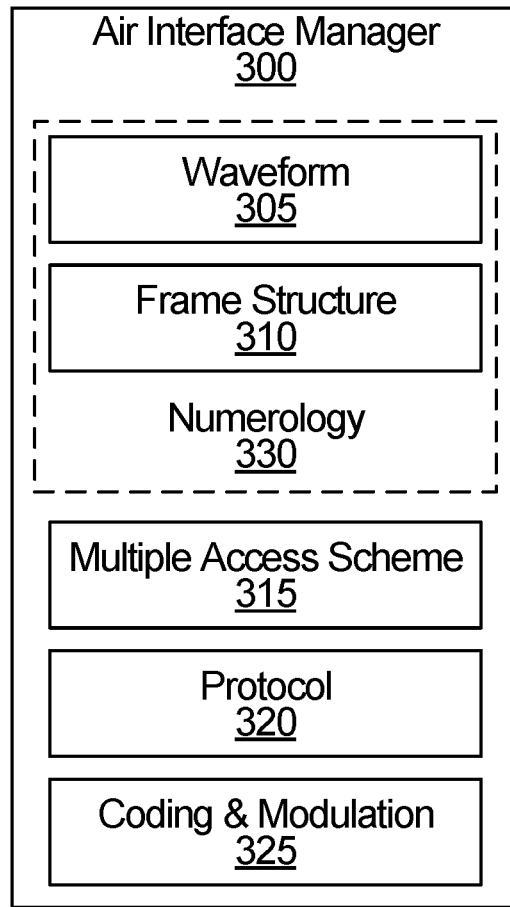 Air Interface Manager
300
Waveform
305
Frame Structure
310
Numerology
330
Multiple Access Scheme
315
Protocol
320
Coding & Modulation
325